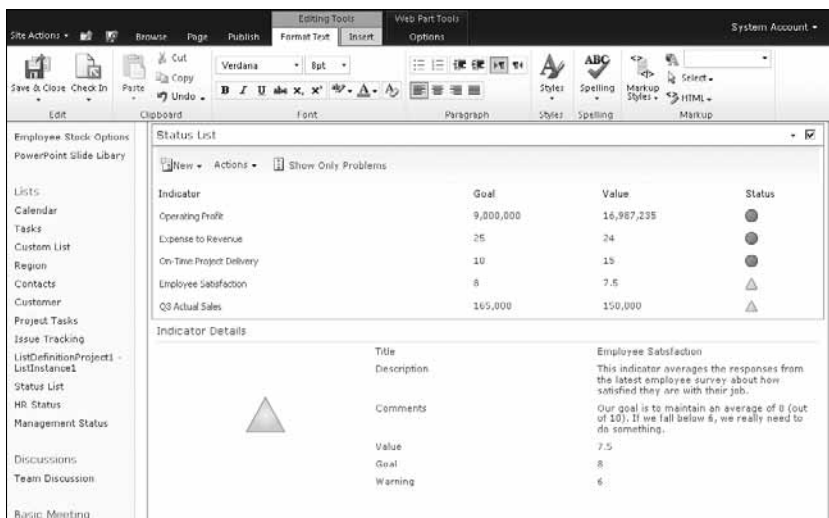 Editing Tools Web Part Tools
Site Actions Browse Page Publish Format Text Insert Options System Account
Save & Close Check In Paste Cut Copy Undo Verdana 8pt B I U abc x, x' A Styles ABC Spelling Markup Styles Select HTML
Edit Clipboard Font Paragraph Styles Spelling Markup
Employee Stock Options
PowerPoint Slide Libary
Lists
Calendar
Tasks
Custom List
Region
Contacts
Customer
Project Tasks
Issue Tracking
ListDefinitionProject1 -
ListInstance1
Status List
HR Status
Management Status
Discussions
Team Discussion
Basic Meeting
Status List
New Actions Show Only Problems
Indicator Goal Value Status
Operating Profit 9,000,000 16,987,235
Expense to Revenue 25 24
On-Time Project Delivery 10 15
Employee Satisfaction 8 7.5
Q3 Actual Sales 165,000 150,000
Indicator Details
Title Employee Satisfaction
Description This indicator averages the responses from
the latest employee survey about how
satisfied they are with their job.
Comments Our goal is to maintain an average of 8 (out
of 10). If we fall below 6, we really need to
do something.
Value 7.5
Goal 8
Warning 6